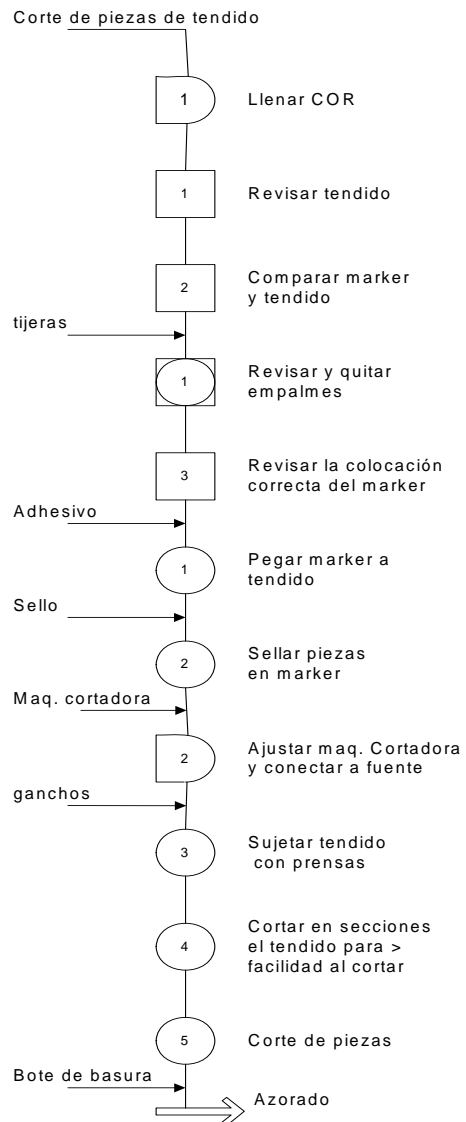 Corte de piezas de tendido
1
Llenar COR
1
Revisar tendido
2
Comparar marker
y tendido
tijeras
1
Revisar y quitar
empalmes
3
Revisar la colocación
correcta del marker
Adhesivo
1
Pegar marker a
tendido
Sello
2
Sellar piezas
en marker
Maq. cortadora
2
Ajustar maq. Cortadora
y conectar a fuente
ganchos
3
Sujetar tendido
con prensas
4
Cortar en secciones
el tendido para >
facilidad al cortar
5
Corte de piezas
Bote de basura
Azorado